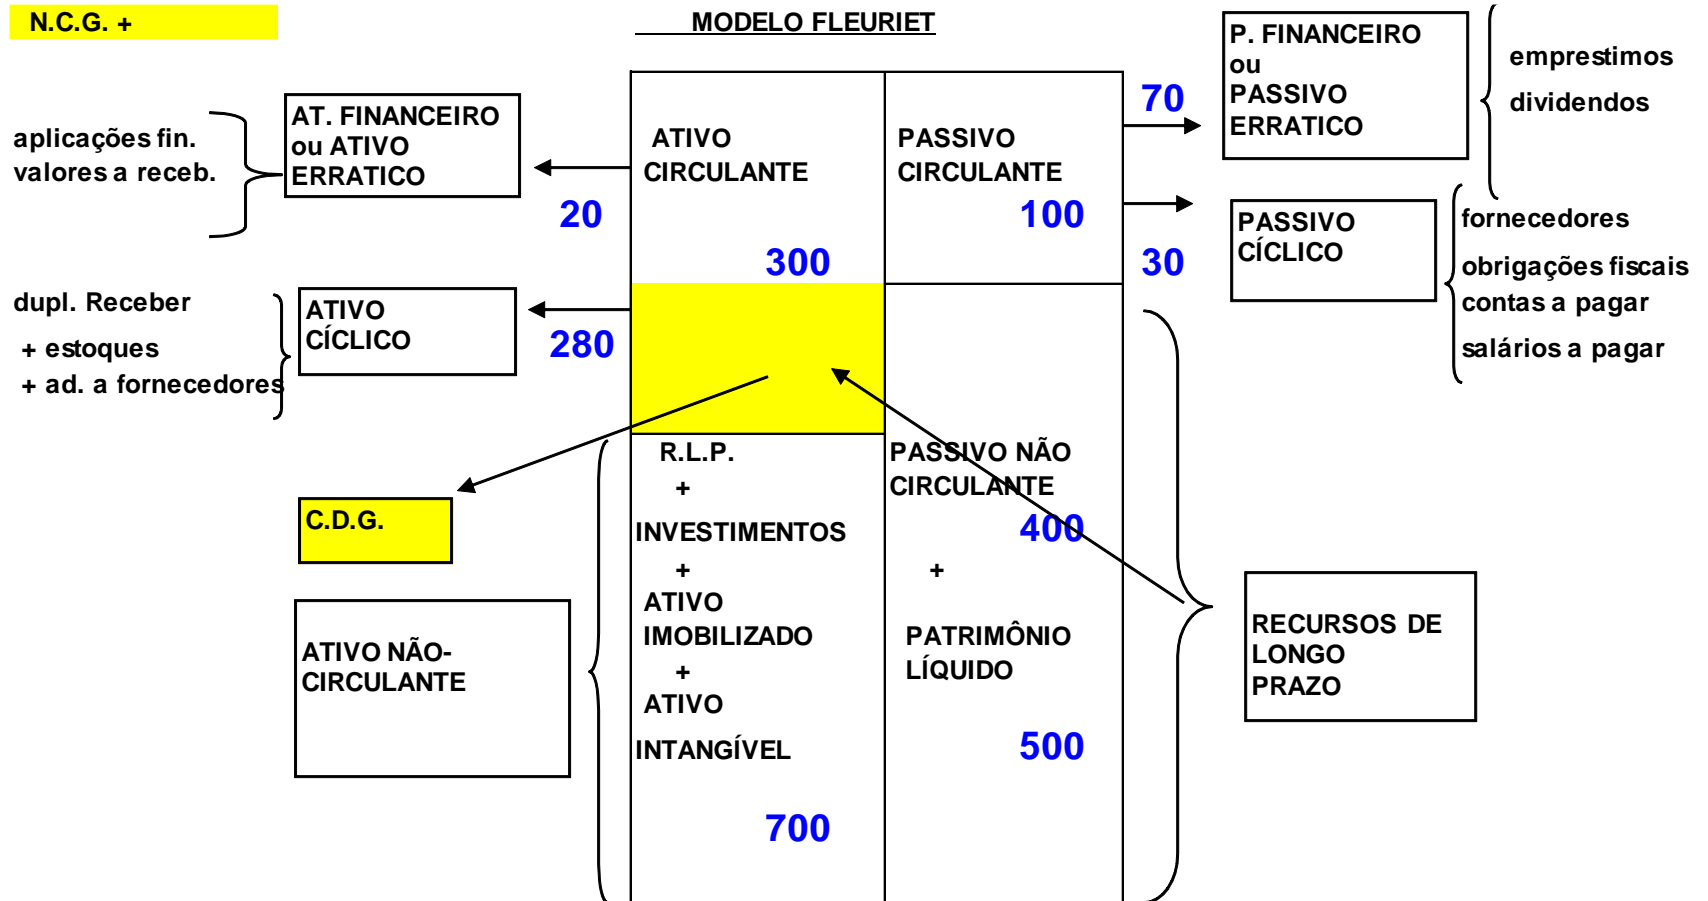 N.C.G. +
MODELO FLEURIET
aplicações fin.
valores a receb.
AT. FINANCEIRO
ou ATIVO
ERRATICO
20
ATIVO
CIRCULANTE
300
PASSIVO
CIRCULANTE
100
70
P. FINANCEIRO
ou
PASSIVO
ERRATICO
emprestimos
dividendos
30
PASSIVO
CÍCLICO
fornecedores
obrigações fiscais
contas a pagar
salários a pagar
dupl. Receber
+ estoques
+ ad. a fornecedores
ATIVO
CÍCLICO
280
C.D.G.
ATIVO NÃO-
CIRCULANTE
R.L.P.
+
INVESTIMENTOS
+
ATIVO
IMOBILIZADO
+
ATIVO
INTANGÍVEL
700
PASSIVO NÃO
CIRCULANTE
400
+
PATRIMÔNIO
LÍQUIDO
500
RECURSOS DE
LONGO
PRAZO